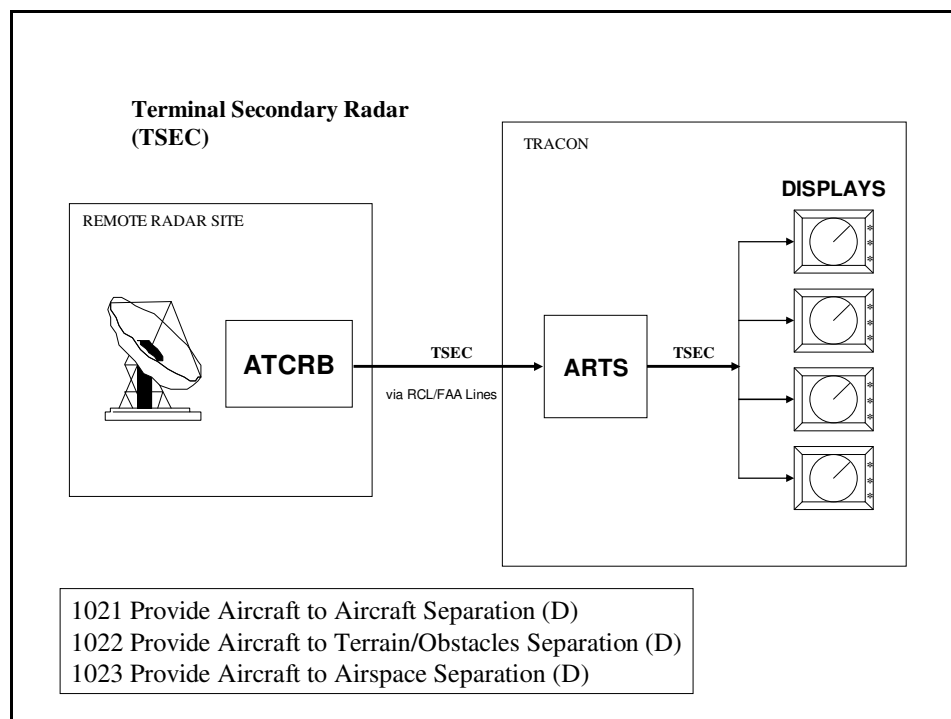 Terminal Secondary Radar
(TSEC)
TRACON
DISPLAYS
REMOTE RADAR SITE
ATCRB
TSEC
via RCL/FAA Lines
ARTS
TSEC
1021 Provide Aircraft to Aircraft Separation (D)
1022 Provide Aircraft to Terrain/Obstacles Separation (D)
1023 Provide Aircraft to Airspace Separation (D)